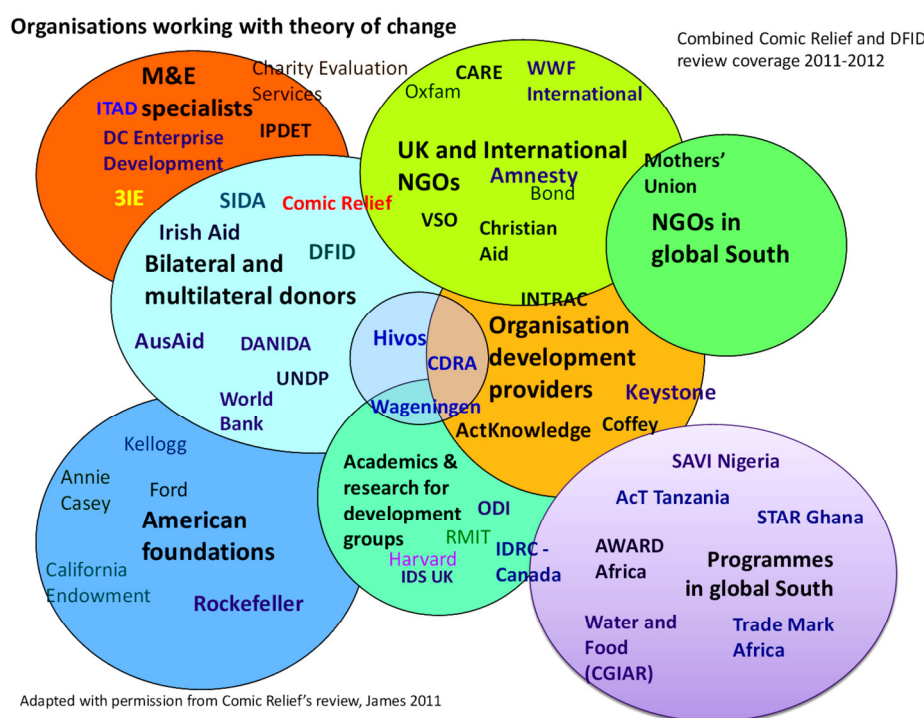 Organisations working with theory of change
Combined Comic Relief and DFID
review coverage 2011-2012
M&E
specialists
Charity Evaluation
Services
ITAD
IPDET
DC Enterprise
Development
3IE
CARE
Oxfam
WWF
International
UK and International
NGOs
Amnesty
Bond
VSO
Christian
Aid
Mothers'
Union
NGOs in
global South
SIDA
Comic Relief
Irish Aid
DFID
Bilateral and
multilateral donors
AusAid
DANIDA
UNDP
World
Bank
Hivos
CDRA
Wageningen
INTRAC
Organisation
development
providers
Keystone
ActKnowledge
Coffey
Kellogg
Annie
Casey
Ford
American
foundations
California
Endowment
Rockefeller
Academics &
research for
development
groups
ODI
RMIT
Harvard
IDS UK
IDRC -
Canada
SAVI Nigeria
AcT Tanzania
STAR Ghana
AWARD
Africa
Programmes
in global South
Water and
Food
(CGIAR)
Trade Mark
Africa
Adapted with permission from Comic Relief's review, James 2011